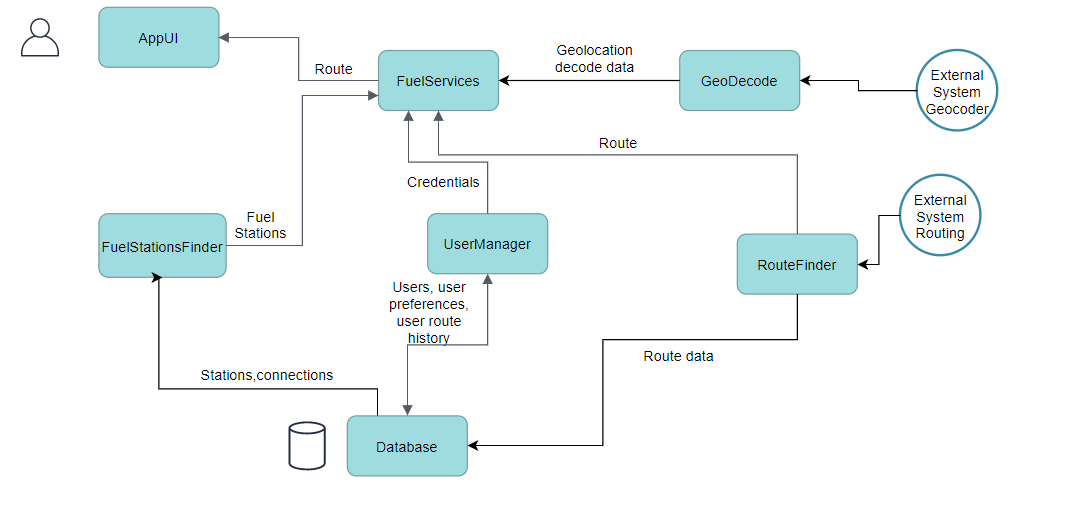 AppUI
Route
FuelServices
Geolocation
decode data
GeoDecode
External
System
Geocoder
Route
Credentials
External
System
Routing
Fuel
Stations
FuelStationsFinder
UserManager
RouteFinder
Users, user
preferences,
user route
history
Route data
Stations,connections
Database